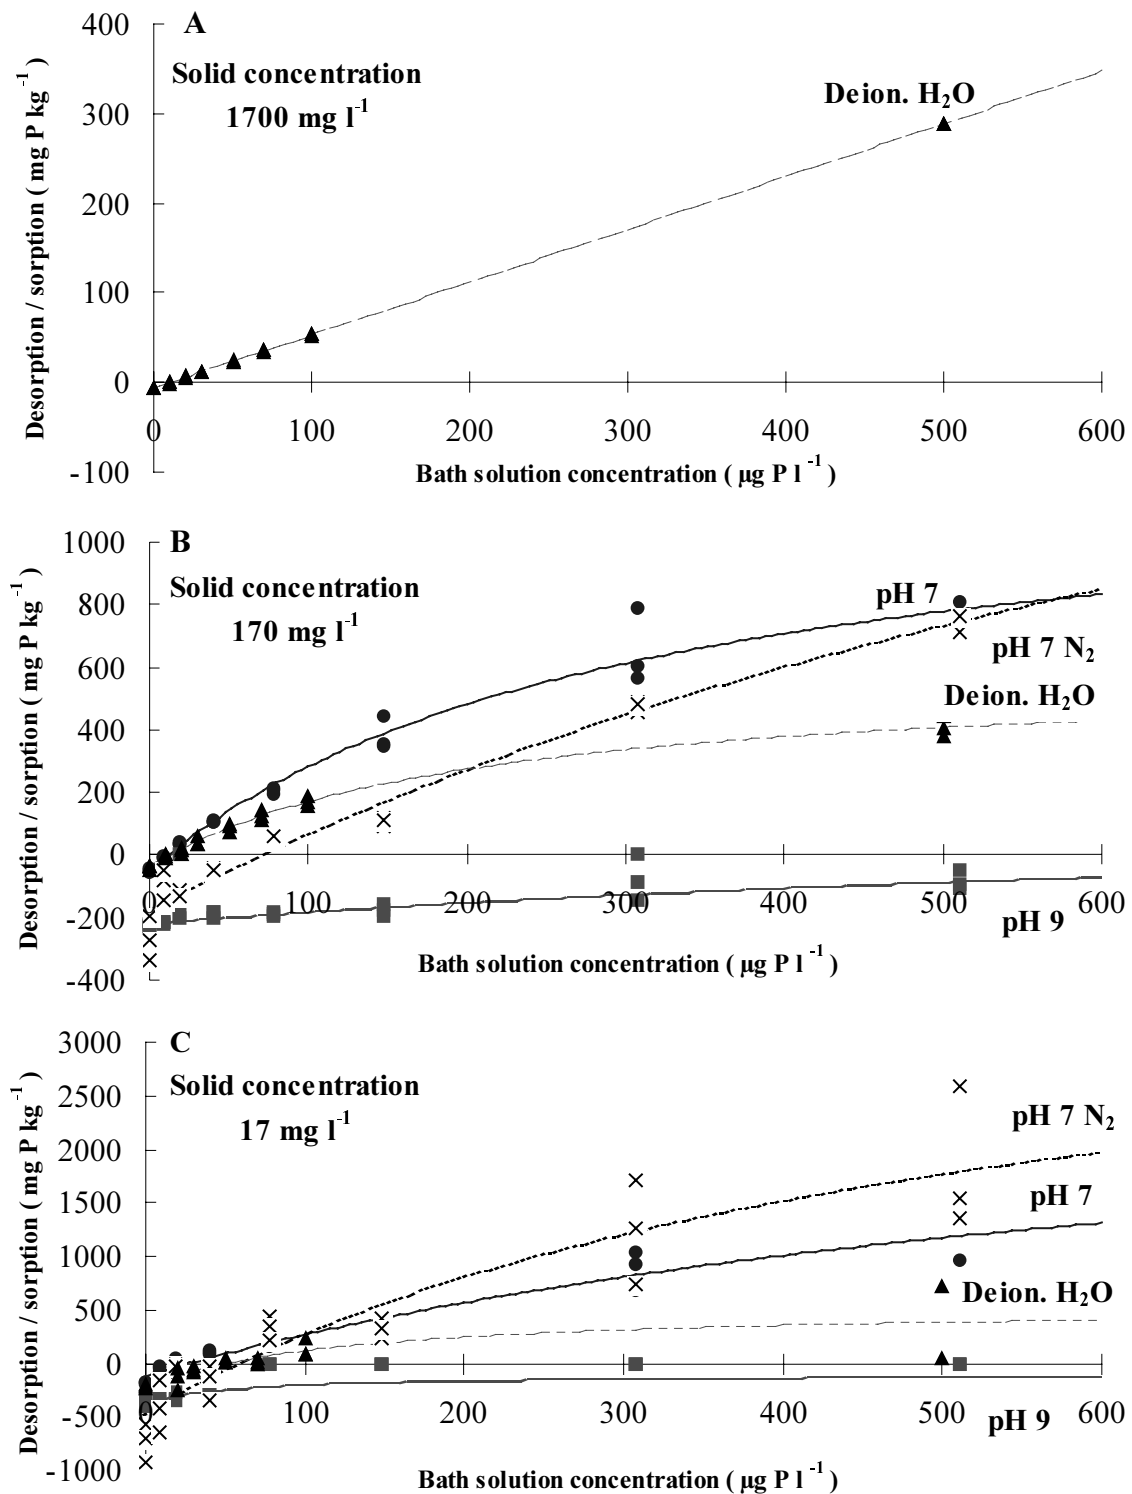 400
A
Desorption / sorption ( mg P kg⁻¹ )
Solid concentration
1700 mg l⁻¹
Deion. H₂O
300
200
100
0
0 100 200 300 400 500 600
-100
Bath solution concentration ( µg P l⁻¹ )
1000
B
Desorption / sorption ( mg P kg⁻¹ )
Solid concentration
170 mg l⁻¹
pH 7
800
pH 7 N₂
600
Deion. H₂O
400
200
0
0 100 200 300 400 500 600
-200
pH 9
-400
Bath solution concentration ( µg P l⁻¹ )
3000
C
Desorption / sorption ( mg P kg⁻¹ )
Solid concentration
17 mg l⁻¹
2500
pH 7 N₂
2000
pH 7
1500
1000
Deion. H₂O
500
0
0 100 200 300 400 500 600
-500
pH 9
-1000
Bath solution concentration ( µg P l⁻¹ )